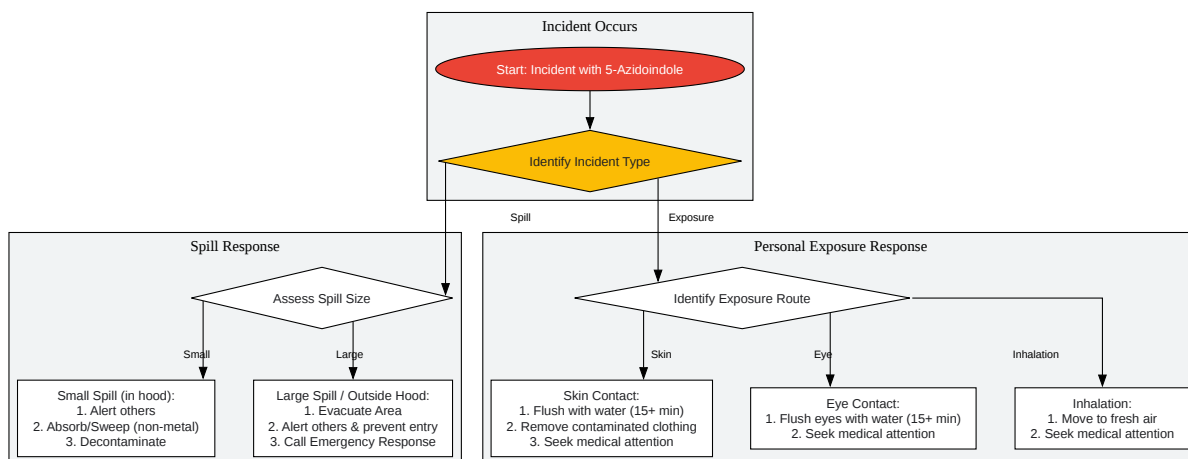 Incident Occurs
Start: Incident with 5-Azidoindole
Identify Incident Type
Spill
Exposure
Spill Response
Assess Spill Size
Small
Large
Small Spill (in hood):
1. Alert others
2. Absorb/Sweep (non-metal)
3. Decontaminate
Large Spill / Outside Hood:
1. Evacuate Area
2. Alert others & prevent entry
3. Call Emergency Response
Personal Exposure Response
Identify Exposure Route
Skin
Eye
Inhalation
Skin Contact:
1. Flush with water (15+ min)
2. Remove contaminated clothing
3. Seek medical attention
Eye Contact:
1. Flush eyes with water (15+ min)
2. Seek medical attention
Inhalation:
1. Move to fresh air
2. Seek medical attention